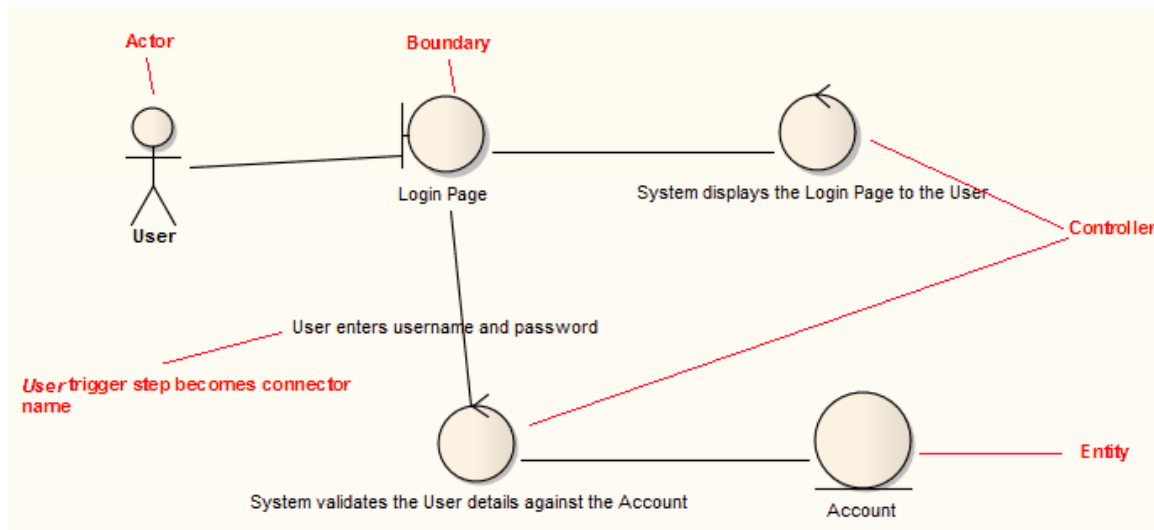 Actor
Boundary
Login Page
System displays the Login Page to the User
User
Controller
User enters username and password
User trigger step becomes connector
name
Entity
System validates the User details against the Account
Account